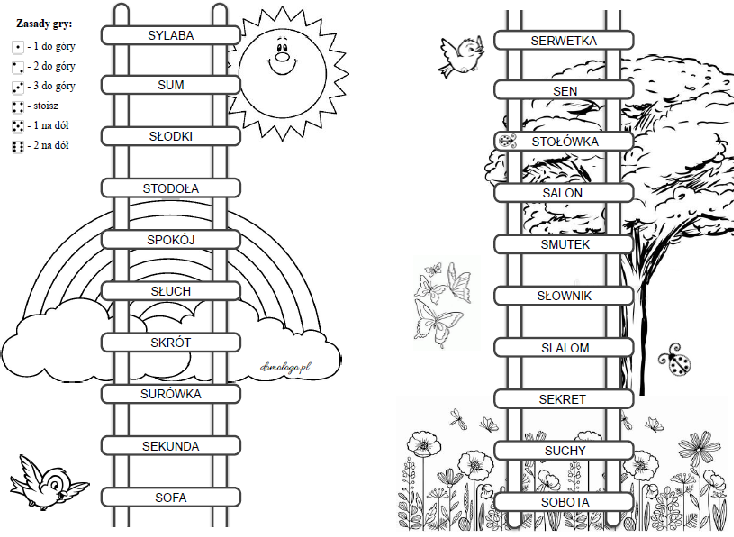 Zasady gry:
- 1 do góry
- 2 do góry
- 3 do góry
- stoisz
- 1 na dół
- 2 na dół
SYLABA
SUM
SŁODKI
STODOŁA
SPOKÓJ
SŁUCH
SKRÓT
dsmaloga.pl
SURÓWKA
SEKUNDA
SOFA
SERWETKA
SEN
STOŁÓWKA
SALON
SMUTEK
SŁOWNIK
SLALOM
SEKRET
SUCHY
SOBOTA